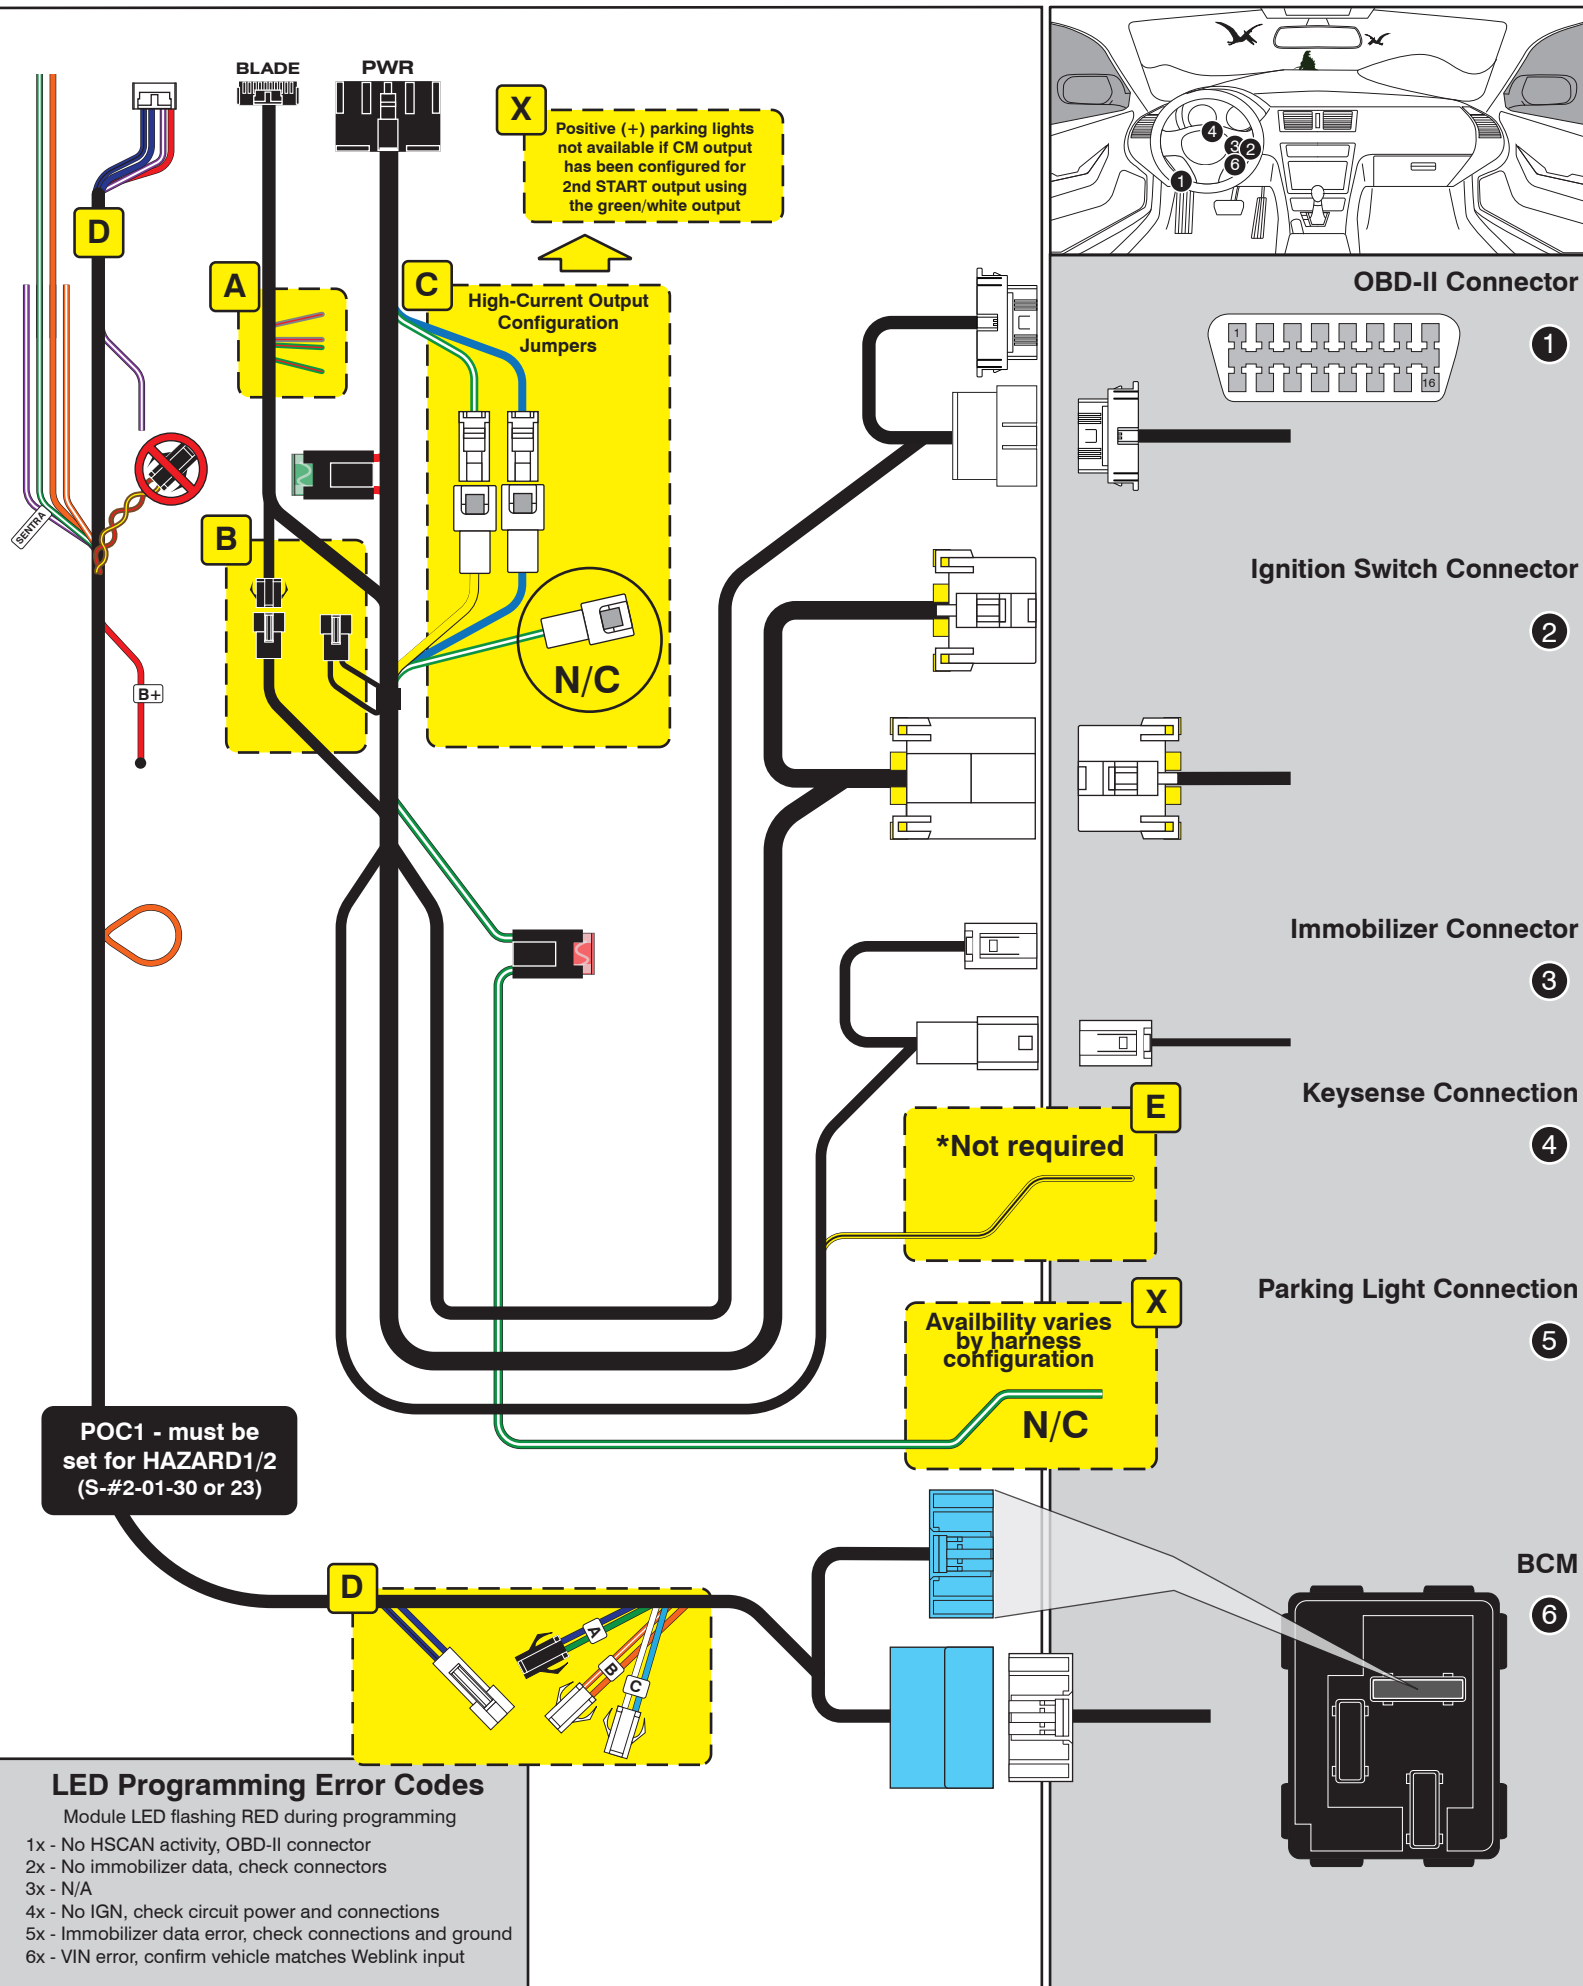 BLADE
PWR
X
Positive (+) parking lights
not available if CM output
has been configured for
2nd START output using
the green/white output
4
3
2
6
1
D
A
C
High-Current Output
Configuration
Jumpers
OBD-II Connector
1
16
1
SENTRA
B
Ignition Switch Connector
2
N/C
B+
Immobilizer Connector
3
Keysense Connection
4
E
*Not required
Parking Light Connection
5
X
Availbility varies
by harness
configuration
N/C
POC1 - must be
set for HAZARD1/2
(S-#2-01-30 or 23)
BCM
6
D
A
B
C
LED Programming Error Codes
Module LED flashing RED during programming
1x - No HSCAN activity, OBD-II connector
2x - No immobilizer data, check connectors
3x - N/A
4x - No IGN, check circuit power and connections
5x - Immobilizer data error, check connections and ground
6x - VIN error, confirm vehicle matches Weblink input